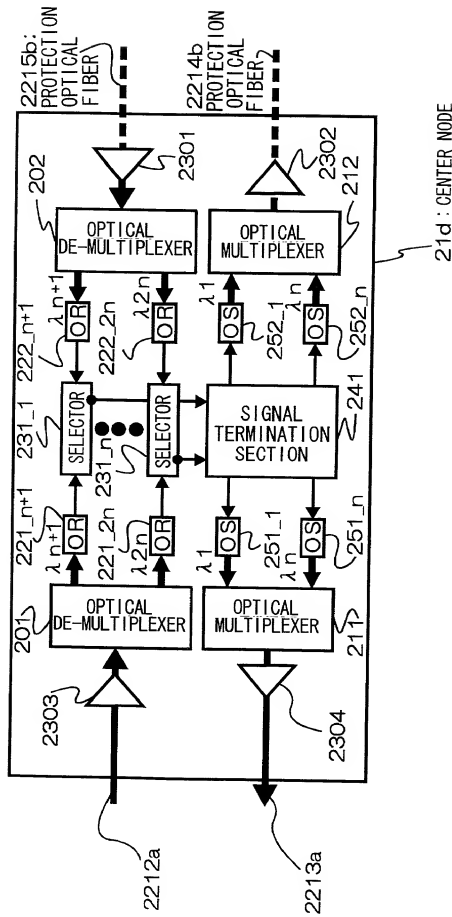 2215b:
PROTECTION
OPTICAL
FIBER
2214b
PROTECTION
OPTICAL
FIBER
2301
2302
202
OPTICAL
DE-MULTIPLEXER
OPTICAL
MULTIPLEXER
212
222_n+1
OR
λn+1
222_2n
OR
λ2n
λ1
OS
252_1
λn
OS
252_n
231_1
SELECTOR
231_n
SELECTOR
SIGNAL
TERMINATION
SECTION
241
221_n+1
OR
λn+1
221_2n
OR
λ2n
λ1
OS
251_1
λn
OS
251_n
201
OPTICAL
DE-MULTIPLEXER
OPTICAL
MULTIPLEXER
211
2303
2304
2212a
2213a
21d : CENTER NODE